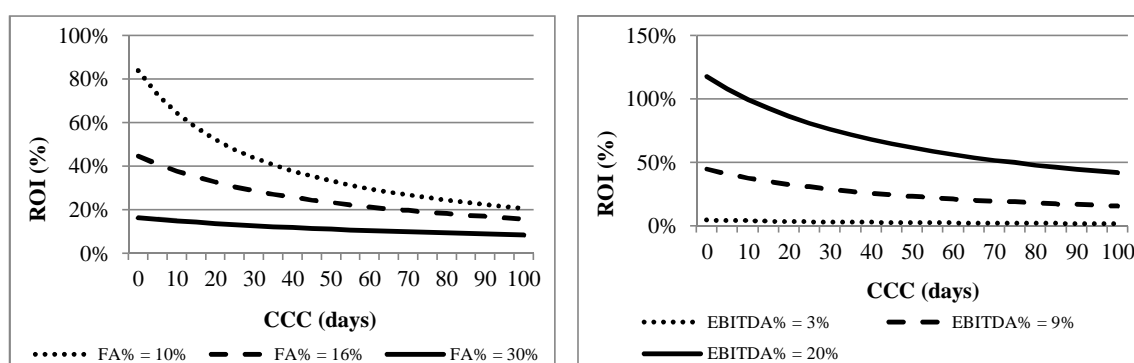 100%
80%
60%
40%
20%
0%
ROI (%)
0 10 20 30 40 50 60 70 80 90 100
CCC (days)
FA% = 10% FA% = 16% FA% = 30%
150%
100%
50%
0%
ROI (%)
0 10 20 30 40 50 60 70 80 90 100
CCC (days)
EBITDA% = 3% EBITDA% = 9%
EBITDA% = 20%